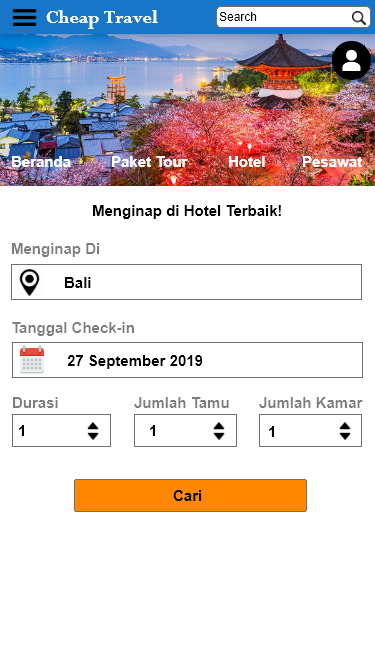 Cheap Travel Search
Beranda Paket Tour Hotel Pesawat
Menginap di Hotel Terbaik!
Menginap Di
Bali
Tanggal Check-in
27 September 2019
Durasi Jumlah Tamu Jumlah Kamar
1 1 1
Cari